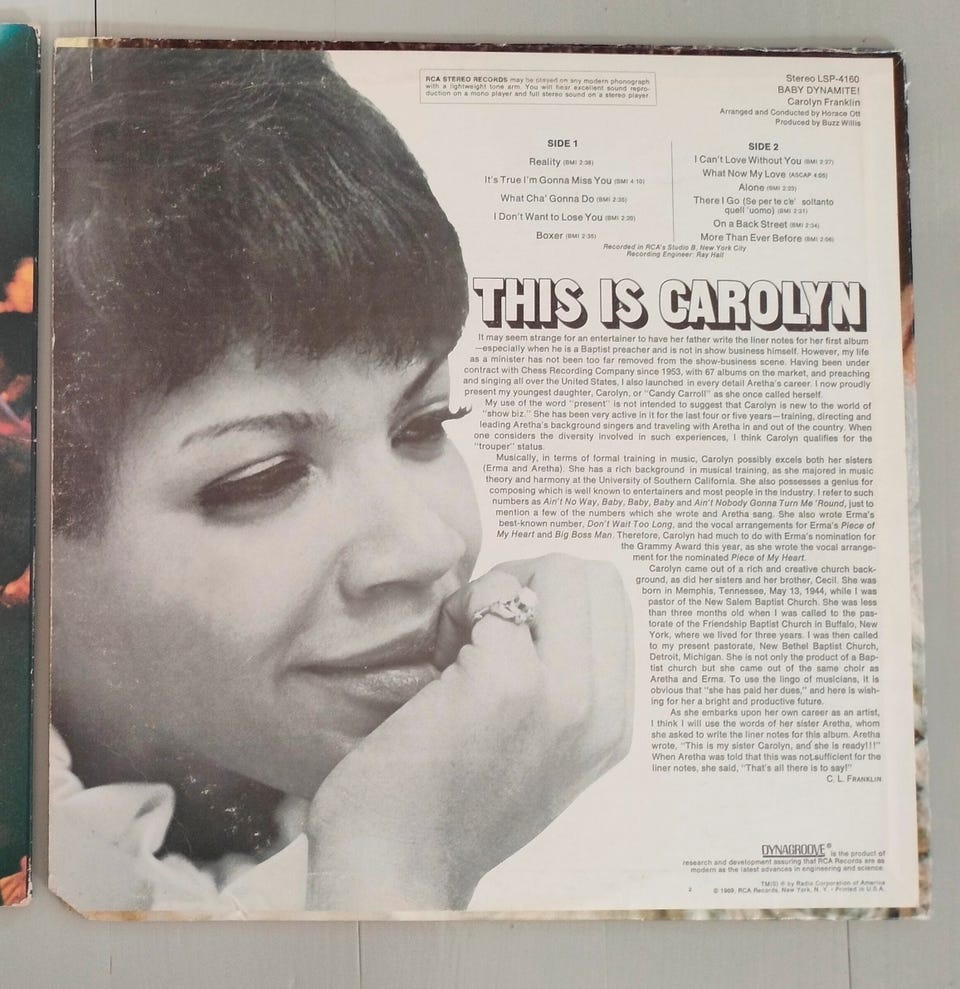 RCA STEREO RECORDS may be played on any modern phonograph
with a lightweight tone arm. You will hear excellent sound repro-
duction on a mono player and full stereo sound on a stereo player.
Stereo LSP-4160
BABY DYNAMITE!
Carolyn Franklin
Arranged and Conducted by Horace Ott
Produced by Buzz Willis
SIDE 1
Reality (BMI 2:38)
It's True I'm Gonna Miss You (BMI 4:10)
What Cha' Gonna Do (BMI 2:35)
I Don't Want to Lose You (BMI 2:20)
Boxer (BMI 2:35)
SIDE 2
I Can't Love Without You (BMI 2:27)
What Now My Love (ASCAP 4:05)
Alone (BMI 2:23)
There I Go (Se per te c'e' soltanto
quell 'uomo) (BMI 2:31)
On a Back Street (BMI 2:34)
More Than Ever Before (BMI 2:06)
Recorded in RCA's Studio B, New York City
Recording Engineer: Ray Hall
THIS IS CAROLYN
It may seem strange for an entertainer to have her father write the liner notes for her first album
—especially when he is a Baptist preacher and is not in show business himself. However, my life
as a minister has not been too far removed from the show-business scene. Having been under
contract with Chess Recording Company since 1953, with 67 albums on the market, and preaching
and singing all over the United States, I also launched in every detail Aretha's career. I now proudly
present my youngest daughter, Carolyn, or "Candy Carroll" as she once called herself.
My use of the word "present" is not intended to suggest that Carolyn is new to the world of
"show biz." She has been very active in it for the last four or five years—training, directing and
leading Aretha's background singers and traveling with Aretha in and out of the country. When
one considers the diversity involved in such experiences, I think Carolyn qualifies for the
"trouper" status.
Musically, in terms of formal training in music, Carolyn possibly excels both her sisters
(Erma and Aretha). She has a rich background in musical training, as she majored in music
theory and harmony at the University of Southern California. She also possesses a genius for
composing which is well known to entertainers and most people in the industry. I refer to such
numbers as Ain't No Way, Baby, Baby, Baby and Ain't Nobody Gonna Turn Me 'Round, just to
mention a few of the numbers which she wrote and Aretha sang. She also wrote Erma's
best-known number, Don't Wait Too Long, and the vocal arrangements for Erma's Piece of
My Heart and Big Boss Man. Therefore, Carolyn had much to do with Erma's nomination for
the Grammy Award this year, as she wrote the vocal arrange-
ment for the nominated Piece of My Heart.
Carolyn came out of a rich and creative church back-
ground, as did her sisters and her brother, Cecil. She was
born in Memphis, Tennessee, May 13, 1944, while I was
pastor of the New Salem Baptist Church. She was less
than three months old when I was called to the pas-
torate of the Friendship Baptist Church in Buffalo, New
York, where we lived for three years. I was then called
to my present pastorate, New Bethel Baptist Church,
Detroit, Michigan. She is not only the product of a Bap-
tist church but she came out of the same choir as
Aretha and Erma. To use the lingo of musicians, it is
obvious that "she has paid her dues," and here is wish-
ing for her a bright and productive future.
As she embarks upon her own career as an artist,
I think I will use the words of her sister Aretha, whom
she asked to write the liner notes for this album. Aretha
wrote, "This is my sister Carolyn, and she is ready!!!"
When Aretha was told that this was not sufficient for the
liner notes, she said, "That's all there is to say!"
C. L. FRANKLIN
DYNAGROOVE® is the product of
research and development assuring that RCA Records are as
modern as the latest advances in engineering and science.
TM(S) ® by Radio Corporation of America
2 © 1969, RCA Records, New York, N. Y. • Printed in U.S.A.